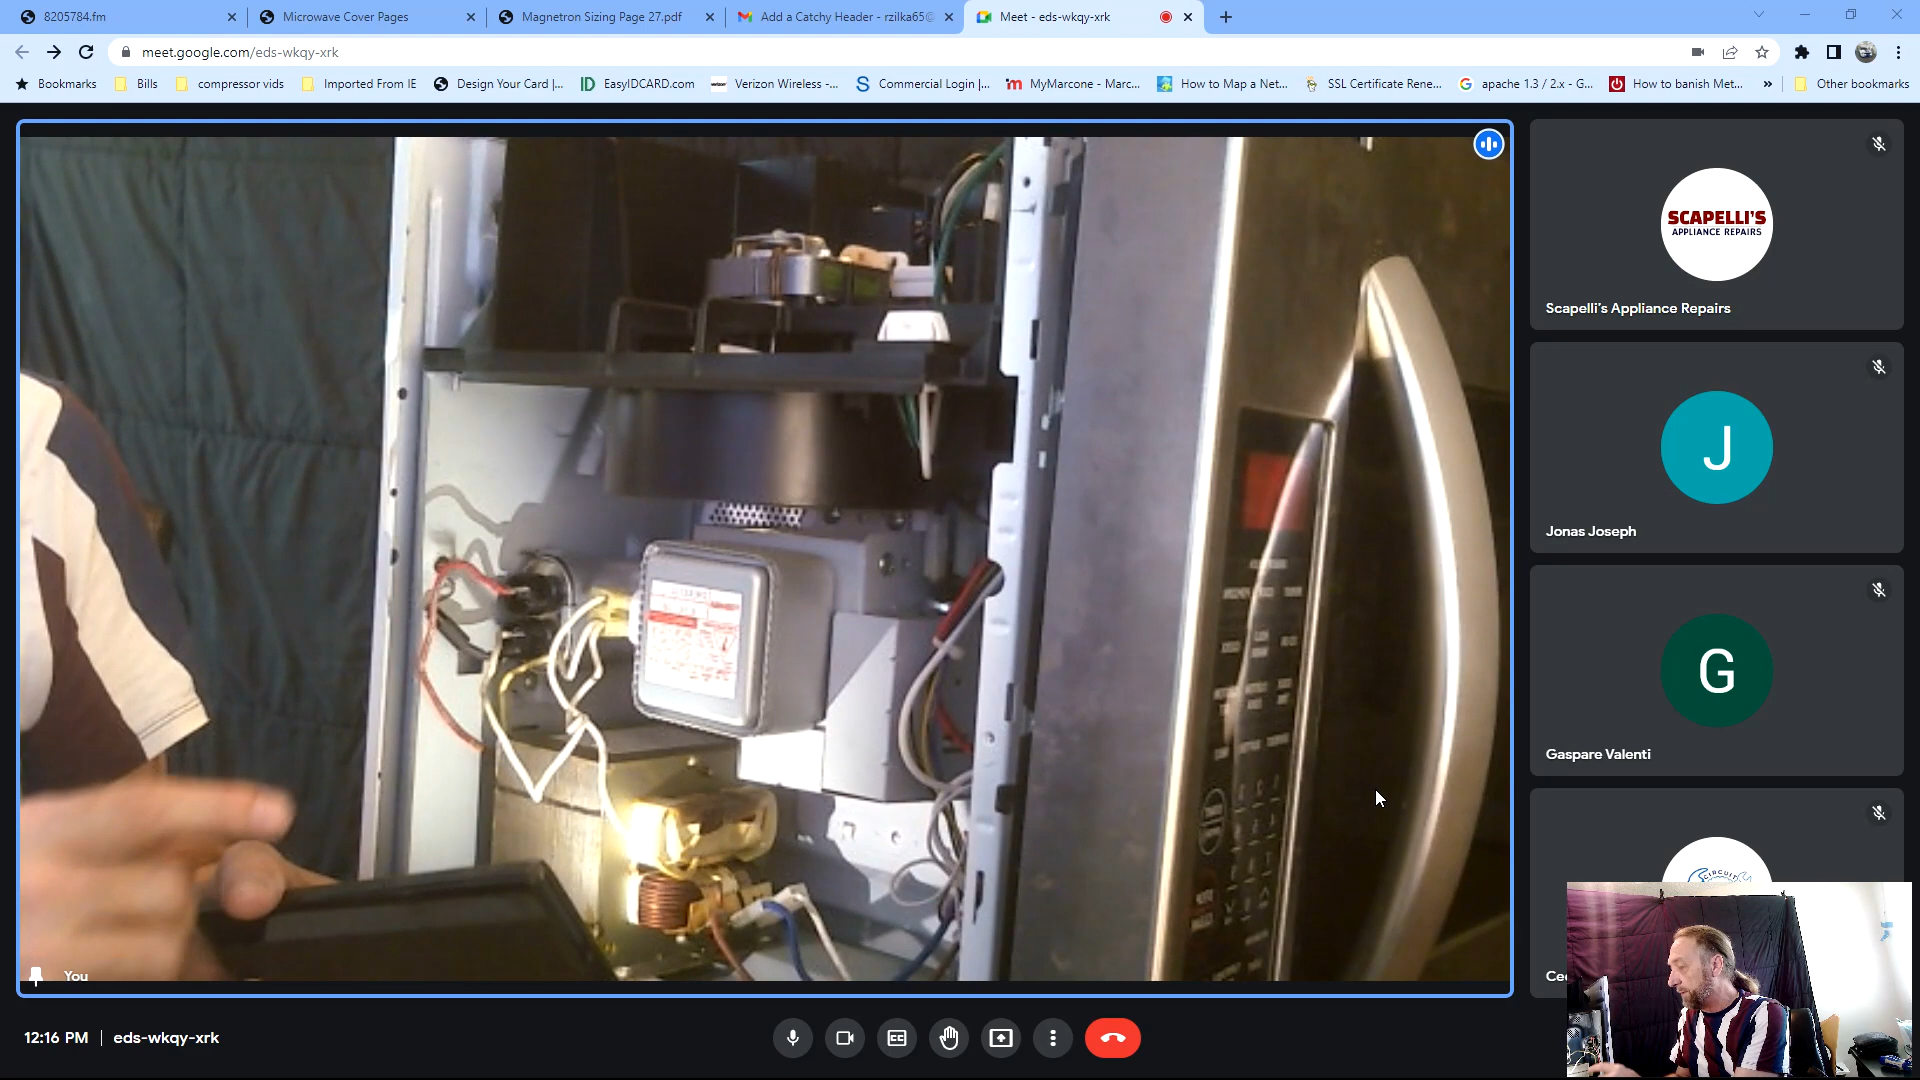 8205784.fm
Microwave Cover Pages
Magnetron Sizing Page 27.pdf
Add a Catchy Header - rzilka65@
Meet - eds-wkqy-xrk
meet.google.com/eds-wkqy-xrk
Bookmarks
Bills
compressor vids
Imported From IE
Design Your Card |...
EasyIDCARD.com
Verizon Wireless -...
Commercial Login |...
MyMarcone - Marc...
How to Map a Net...
SSL Certificate Rene...
apache 1.3 / 2.x - G...
How to banish Met...
»
Other bookmarks
SCAPELLI'S
APPLIANCE REPAIRS
Scapelli's Appliance Repairs
J
Jonas Joseph
G
Gaspare Valenti
CIRCUIT
You
12:16 PM | eds-wkqy-xrk